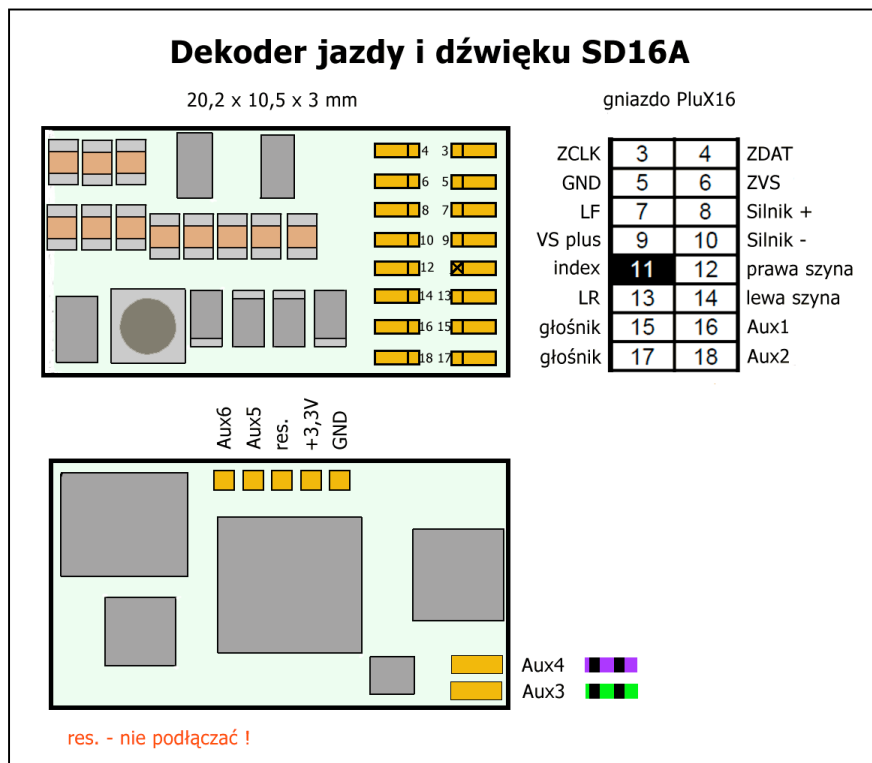 Dekoder jazdy i dźwięku SD16A
20,2 x 10,5 x 3 mm
gniazdo PluX16
4 3
6 5
8 7
10 9
12
14 13
16 15
18 17
ZCLK 3 4 ZDAT
GND 5 6 ZVS
LF 7 8 Silnik +
VS plus 9 10 Silnik -
index 11 12 prawa szyna
LR 13 14 lewa szyna
głośnik 15 16 Aux1
głośnik 17 18 Aux2
Aux6
Aux5
res.
+3,3V
GND
Aux4
Aux3
res. - nie podłączać !